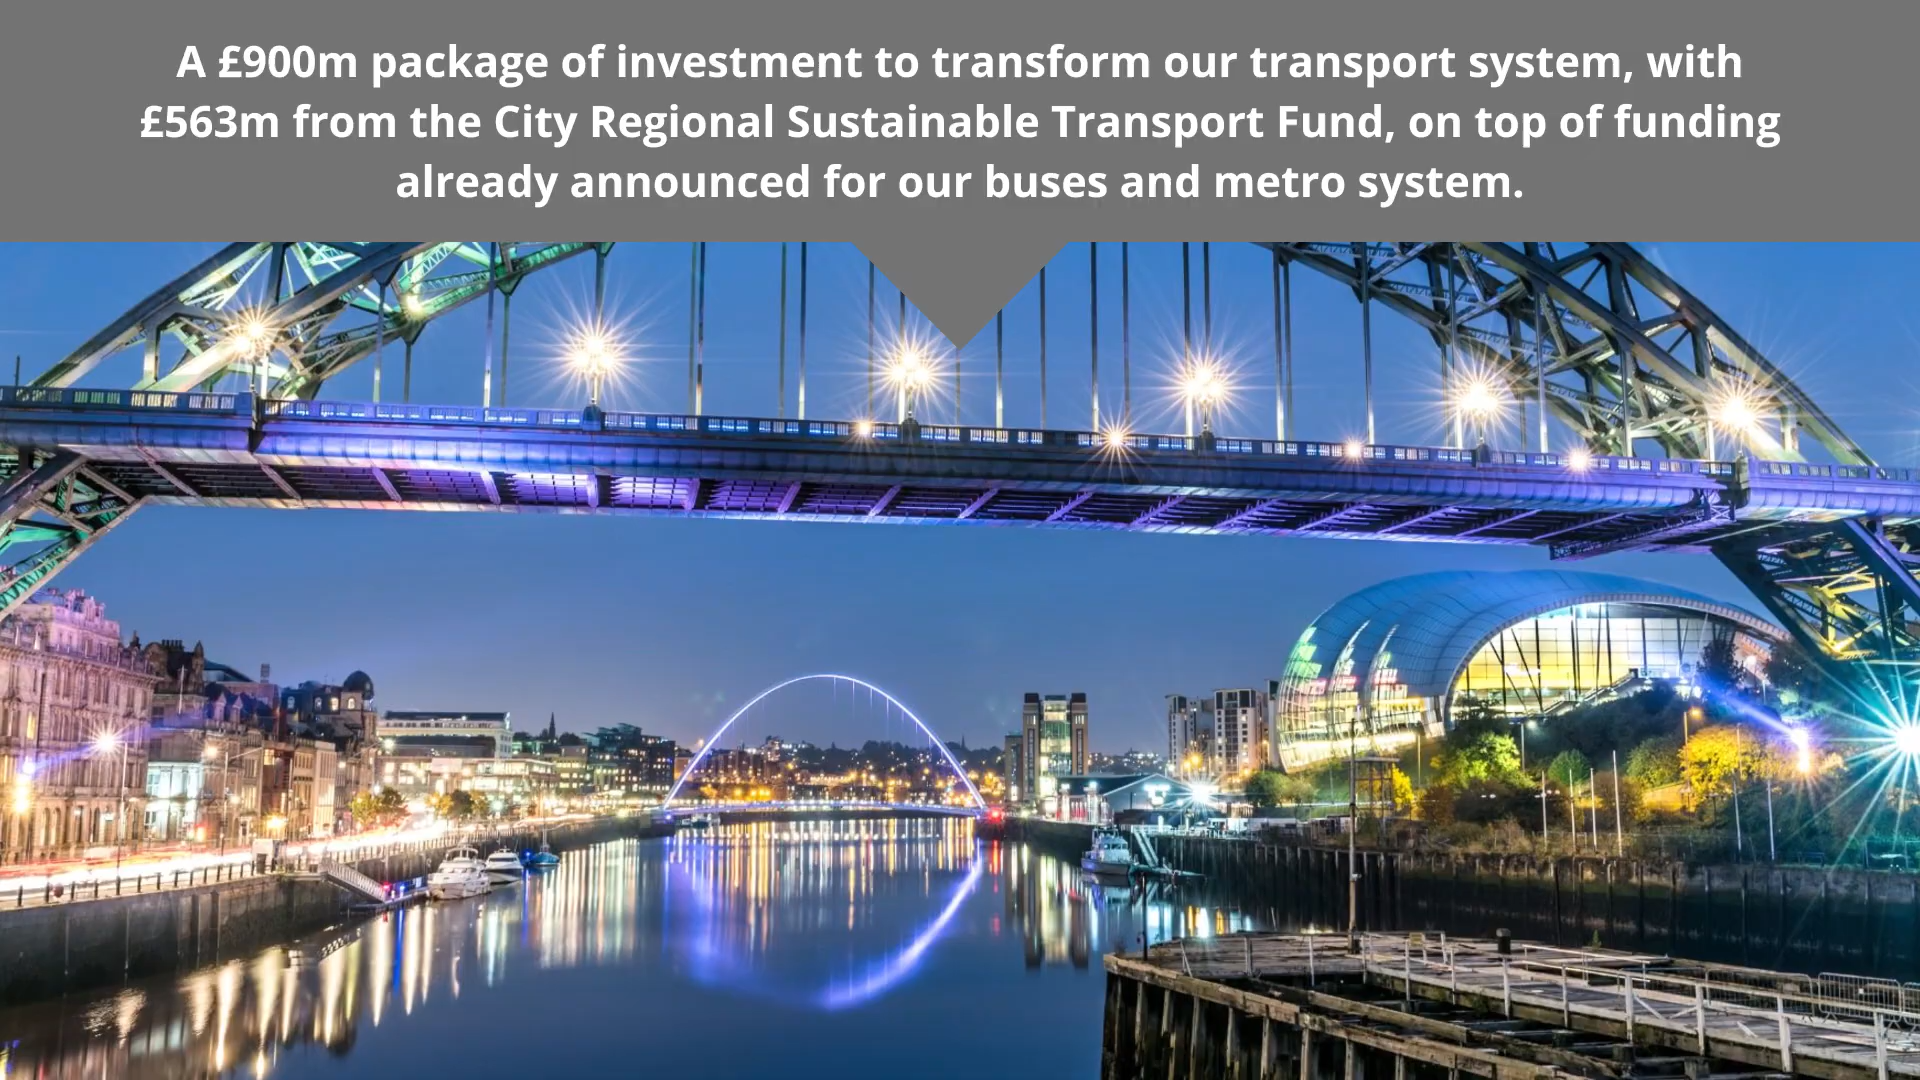 A £900m package of investment to transform our transport system, with
£563m from the City Regional Sustainable Transport Fund, on top of funding
already announced for our buses and metro system.